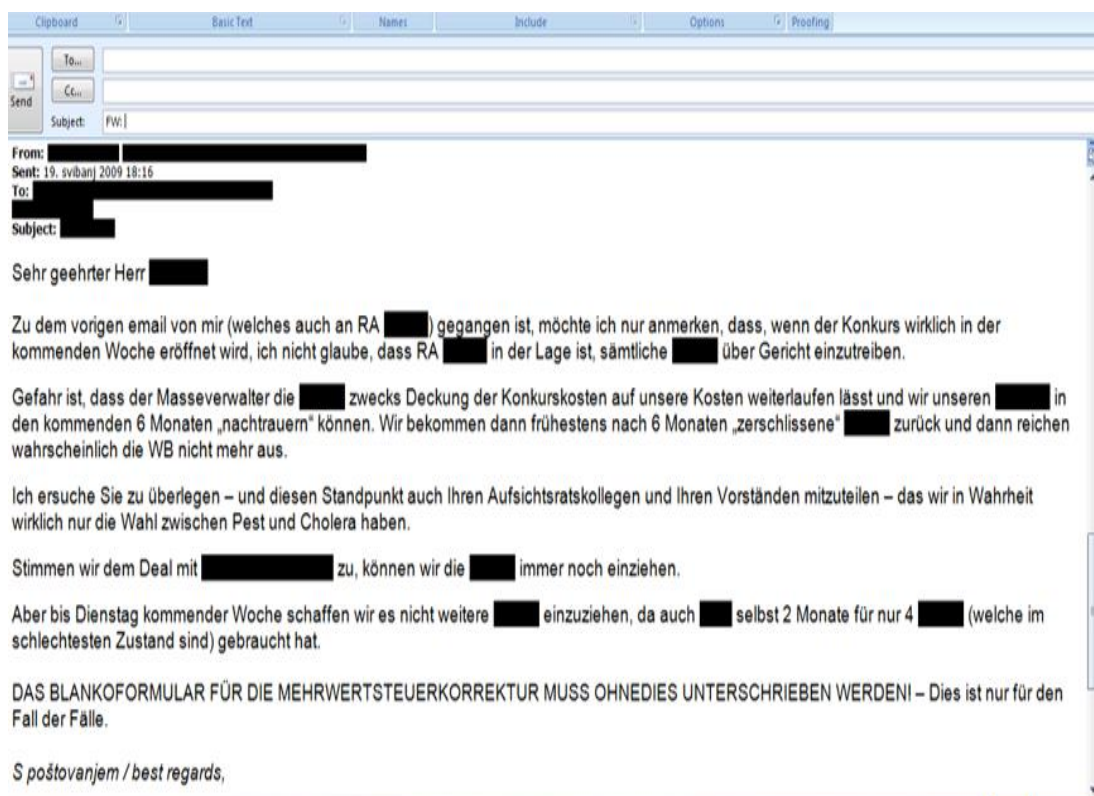 Clipboard Basic Text Names Include Options Proofing
To...
Send
Cc...
Subject: FW:
From:
Sent: 19. svibanj 2009 18:16
To:
Subject:
Sehr geehrter Herr
Zu dem vorigen email von mir (welches auch an RA ) gegangen ist, möchte ich nur anmerken, dass, wenn der Konkurs wirklich in der
kommenden Woche eröffnet wird, ich nicht glaube, dass RA in der Lage ist, sämtliche über Gericht einzutreiben.
Gefahr ist, dass der Masseverwalter die zwecks Deckung der Konkurskosten auf unsere Kosten weiterlaufen lässt und wir unseren in
den kommenden 6 Monaten „nachtrauern“ können. Wir bekommen dann frühestens nach 6 Monaten „zerschlissene“ zurück und dann reichen
wahrscheinlich die WB nicht mehr aus.
Ich ersuche Sie zu überlegen – und diesen Standpunkt auch Ihren Aufsichtsratskollegen und Ihren Vorständen mitzuteilen – das wir in Wahrheit
wirklich nur die Wahl zwischen Pest und Cholera haben.
Stimmen wir dem Deal mit zu, können wir die immer noch einziehen.
Aber bis Dienstag kommender Woche schaffen wir es nicht weitere einzuziehen, da auch selbst 2 Monate für nur 4 (welche im
schlechtesten Zustand sind) gebraucht hat.
DAS BLANKOFORMULAR FÜR DIE MEHRWERTSTEUERKORREKTUR MUSS OHNEDIES UNTERSCHRIEBEN WERDEN! – Dies ist nur für den
Fall der Fälle.
S poštovanjem / best regards,